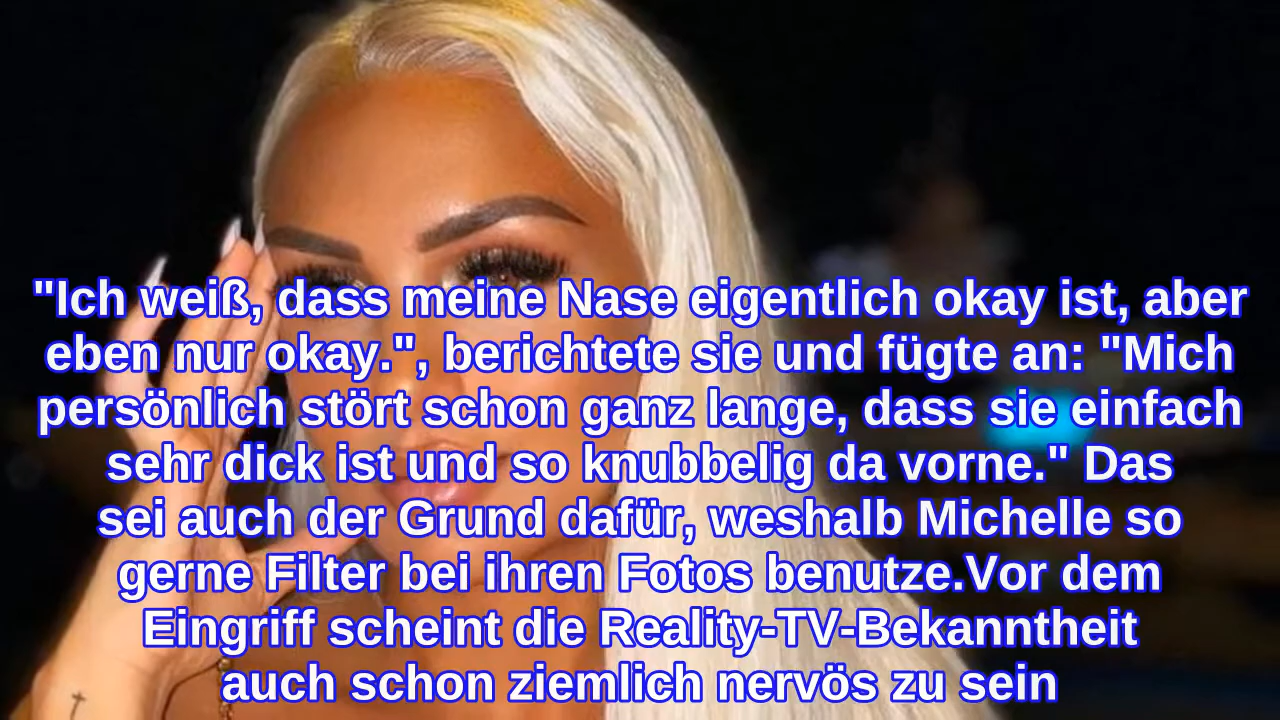 "Ich weiß, dass meine Nase eigentlich okay ist, aber
eben nur okay.", berichtete sie und fügte an: "Mich
persönlich stört schon ganz lange, dass sie einfach
sehr dick ist und so knubbelig da vorne." Das
sei auch der Grund dafür, weshalb Michelle so
gerne Filter bei ihren Fotos benutze.Vor dem
Eingriff scheint die Reality-TV-Bekanntheit
auch schon ziemlich nervös zu sein